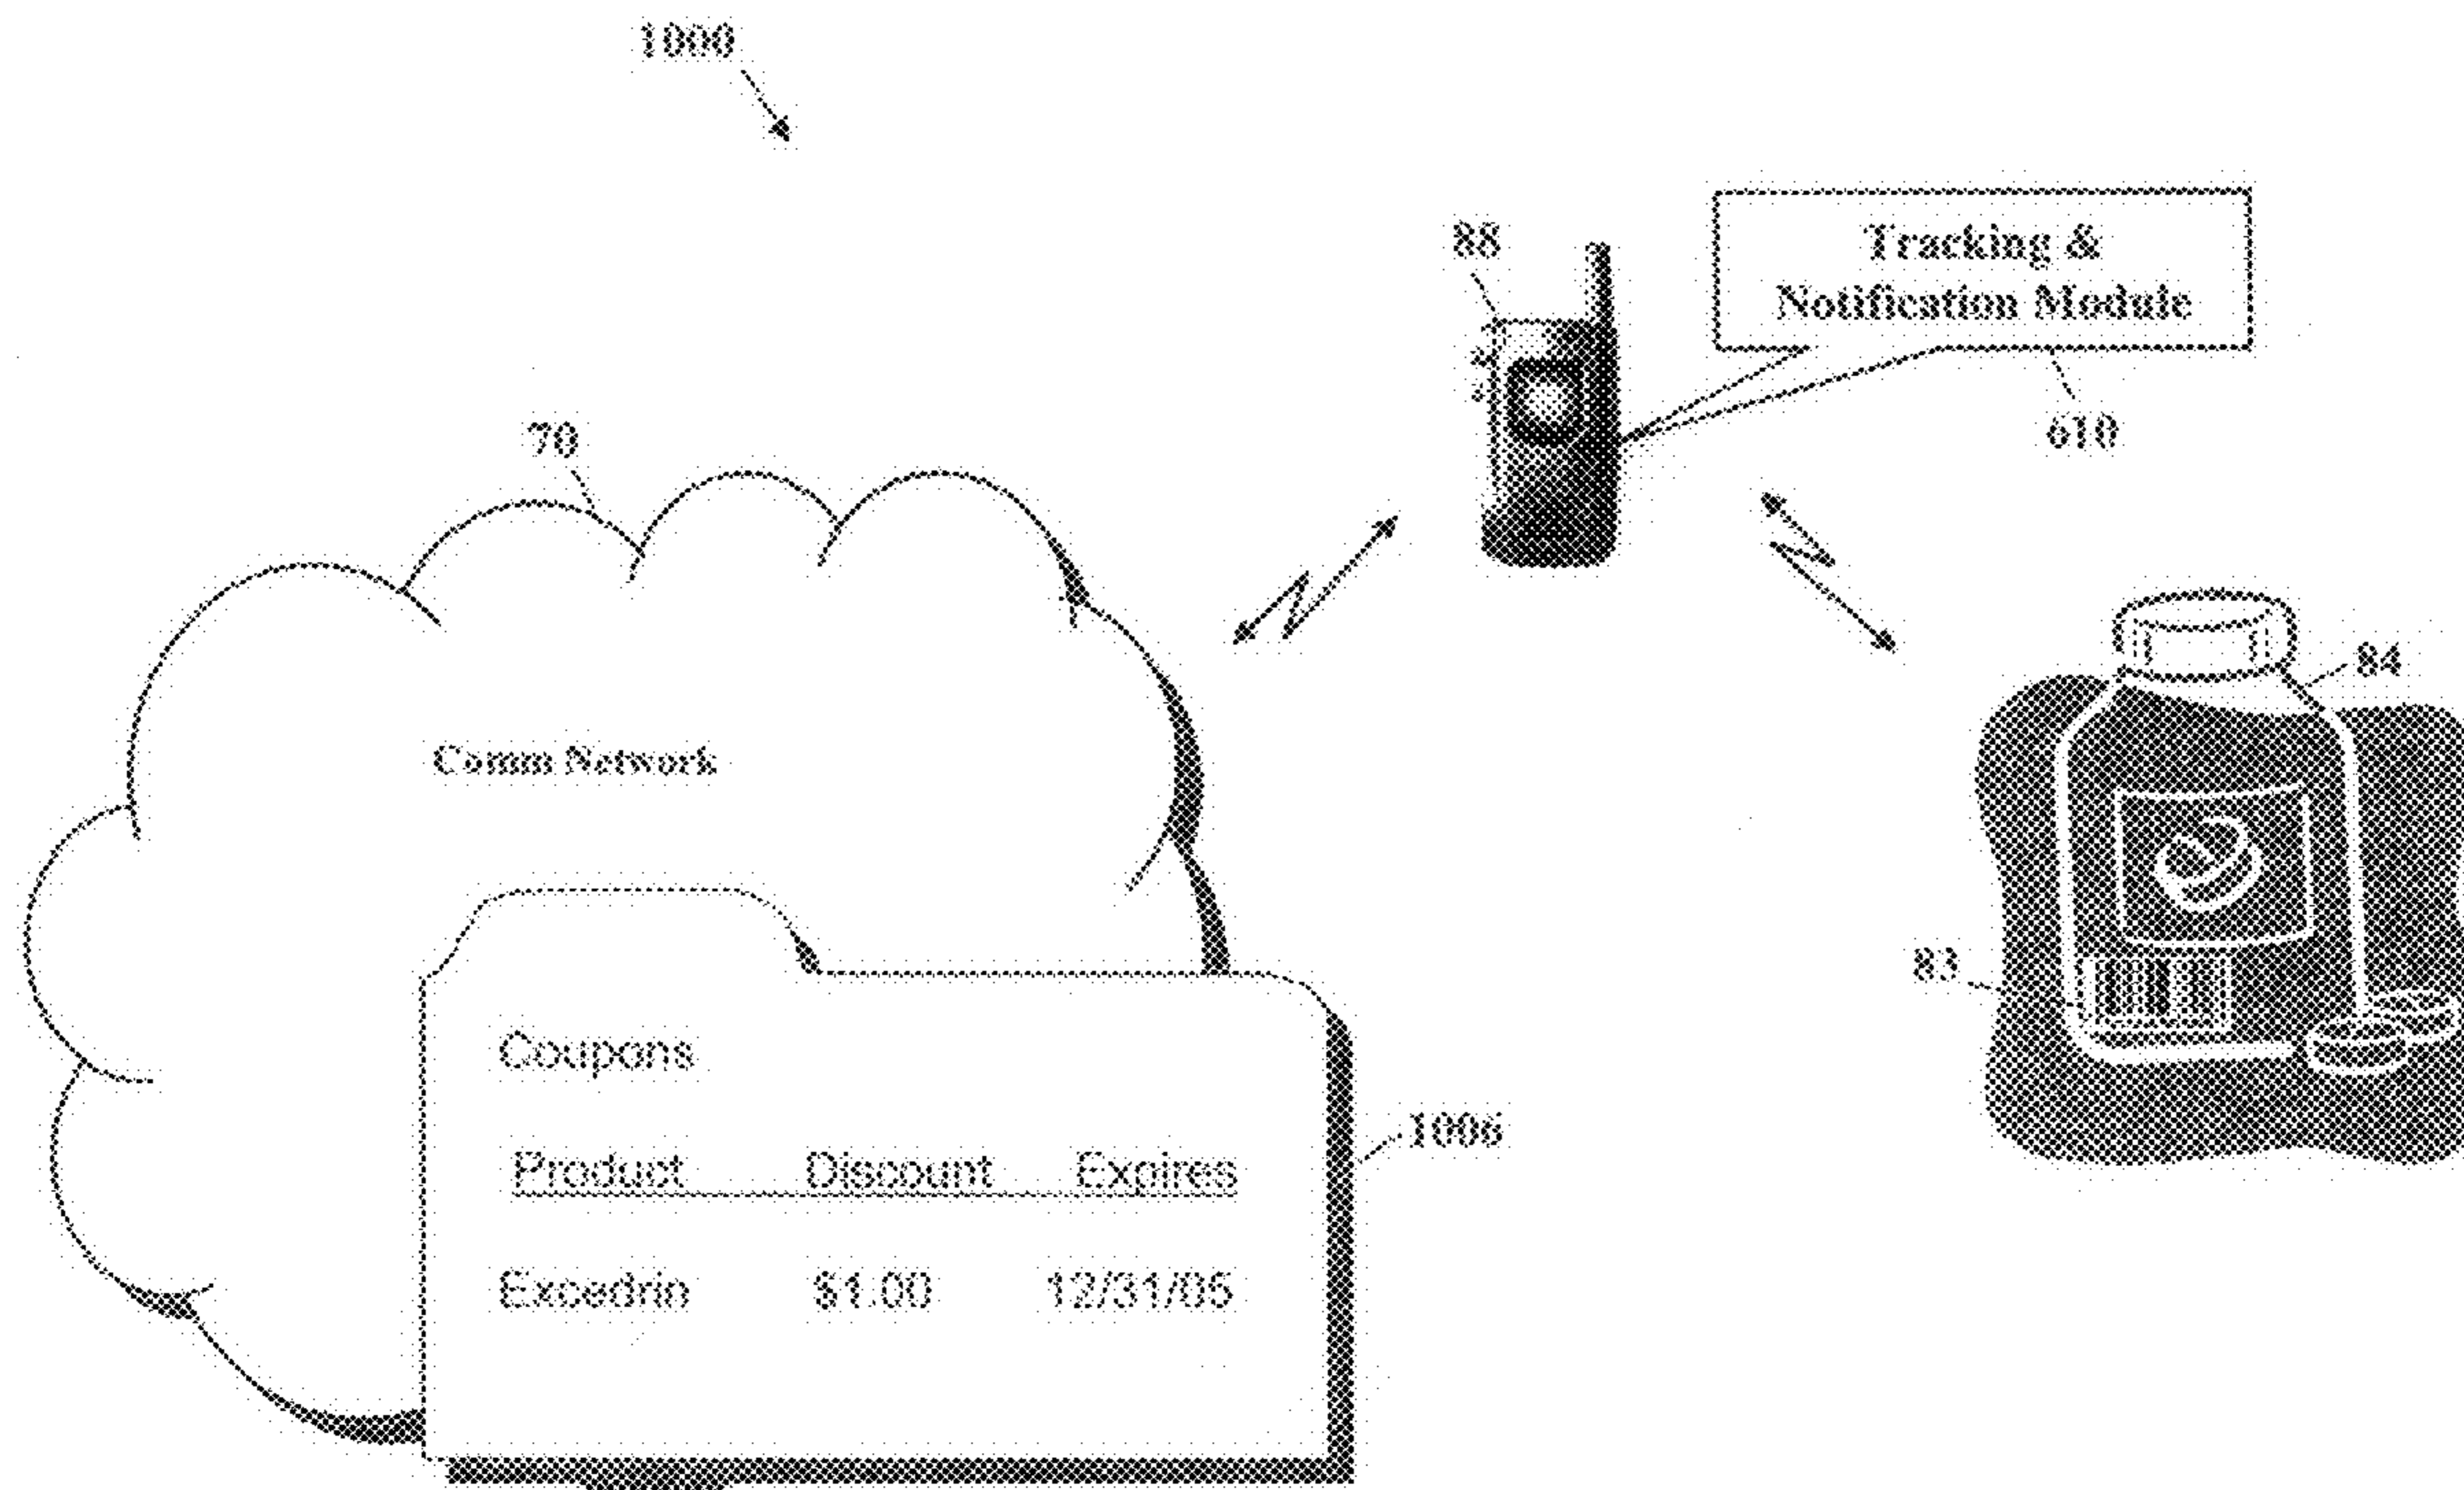 1000
88
Tracking &
Notification Module
610
70
84
Comm Network
83
Coupons
1006
Product Discount Expires
Excedrin $1.00 12/31/05